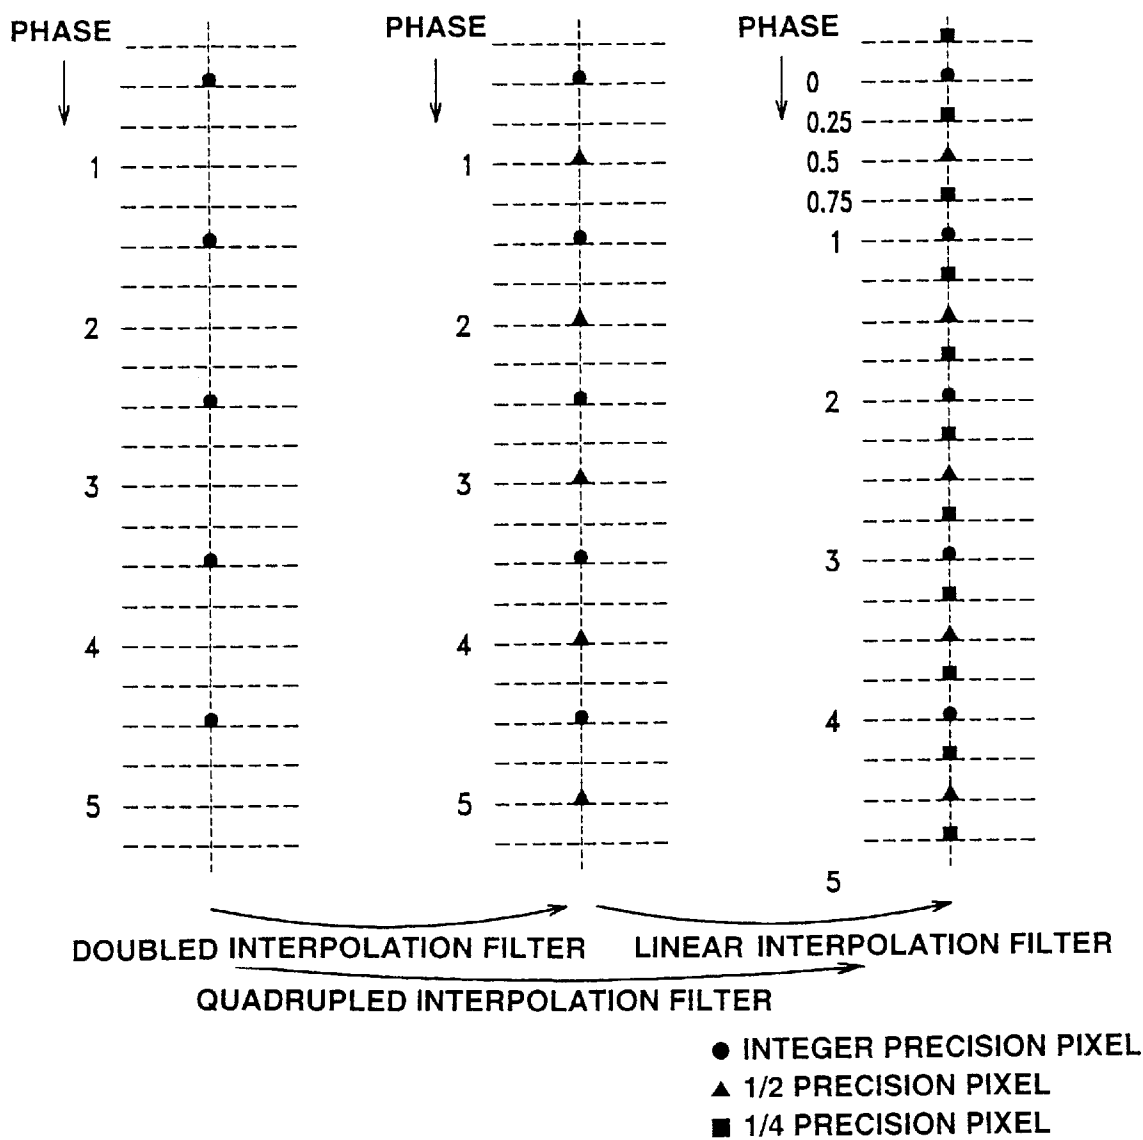 PHASE
1
2
3
4
5
PHASE
1
2
3
4
5
PHASE
0
0.25
0.5
0.75
1
2
3
4
5
DOUBLED INTERPOLATION FILTER
LINEAR INTERPOLATION FILTER
QUADRUPLED INTERPOLATION FILTER
INTEGER PRECISION PIXEL
1/2 PRECISION PIXEL
1/4 PRECISION PIXEL